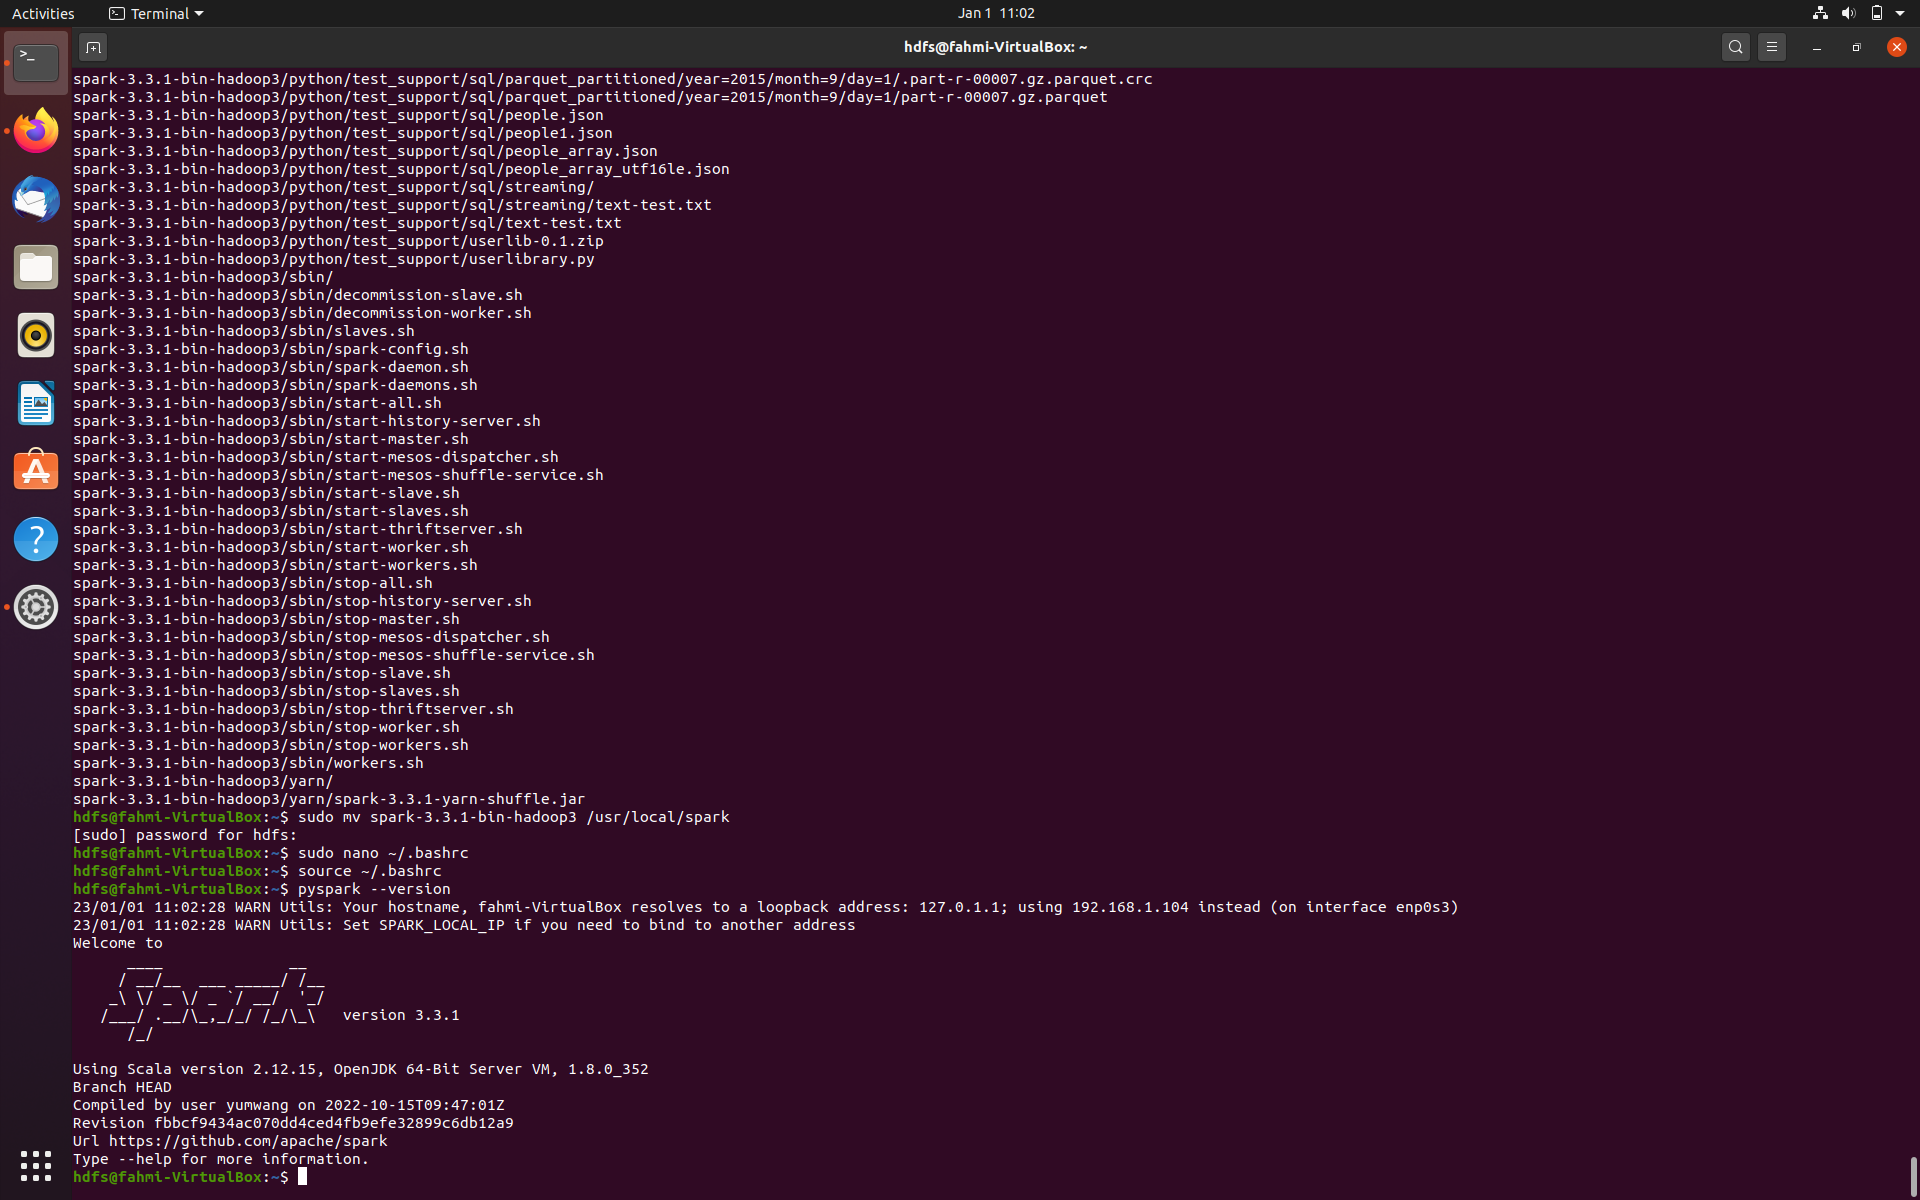 Activities
Terminal
Jan 1 11:02
hdfs@fahmi-VirtualBox: ~
spark-3.3.1-bin-hadoop3/python/test_support/sql/parquet_partitioned/year=2015/month=9/day=1/.part-r-00007.gz.parquet.crc
spark-3.3.1-bin-hadoop3/python/test_support/sql/parquet_partitioned/year=2015/month=9/day=1/part-r-00007.gz.parquet
spark-3.3.1-bin-hadoop3/python/test_support/sql/people.json
spark-3.3.1-bin-hadoop3/python/test_support/sql/people1.json
spark-3.3.1-bin-hadoop3/python/test_support/sql/people_array.json
spark-3.3.1-bin-hadoop3/python/test_support/sql/people_array_utf16le.json
spark-3.3.1-bin-hadoop3/python/test_support/sql/streaming/
spark-3.3.1-bin-hadoop3/python/test_support/sql/streaming/text-test.txt
spark-3.3.1-bin-hadoop3/python/test_support/sql/text-test.txt
spark-3.3.1-bin-hadoop3/python/test_support/userlib-0.1.zip
spark-3.3.1-bin-hadoop3/python/test_support/userlibrary.py
spark-3.3.1-bin-hadoop3/sbin/
spark-3.3.1-bin-hadoop3/sbin/decommission-slave.sh
spark-3.3.1-bin-hadoop3/sbin/decommission-worker.sh
spark-3.3.1-bin-hadoop3/sbin/slaves.sh
spark-3.3.1-bin-hadoop3/sbin/spark-config.sh
spark-3.3.1-bin-hadoop3/sbin/spark-daemon.sh
spark-3.3.1-bin-hadoop3/sbin/spark-daemons.sh
spark-3.3.1-bin-hadoop3/sbin/start-all.sh
spark-3.3.1-bin-hadoop3/sbin/start-history-server.sh
spark-3.3.1-bin-hadoop3/sbin/start-master.sh
spark-3.3.1-bin-hadoop3/sbin/start-mesos-dispatcher.sh
spark-3.3.1-bin-hadoop3/sbin/start-mesos-shuffle-service.sh
spark-3.3.1-bin-hadoop3/sbin/start-slave.sh
spark-3.3.1-bin-hadoop3/sbin/start-slaves.sh
spark-3.3.1-bin-hadoop3/sbin/start-thriftserver.sh
spark-3.3.1-bin-hadoop3/sbin/start-worker.sh
spark-3.3.1-bin-hadoop3/sbin/start-workers.sh
spark-3.3.1-bin-hadoop3/sbin/stop-all.sh
spark-3.3.1-bin-hadoop3/sbin/stop-history-server.sh
spark-3.3.1-bin-hadoop3/sbin/stop-master.sh
spark-3.3.1-bin-hadoop3/sbin/stop-mesos-dispatcher.sh
spark-3.3.1-bin-hadoop3/sbin/stop-mesos-shuffle-service.sh
spark-3.3.1-bin-hadoop3/sbin/stop-slave.sh
spark-3.3.1-bin-hadoop3/sbin/stop-slaves.sh
spark-3.3.1-bin-hadoop3/sbin/stop-thriftserver.sh
spark-3.3.1-bin-hadoop3/sbin/stop-worker.sh
spark-3.3.1-bin-hadoop3/sbin/stop-workers.sh
spark-3.3.1-bin-hadoop3/sbin/workers.sh
spark-3.3.1-bin-hadoop3/yarn/
spark-3.3.1-bin-hadoop3/yarn/spark-3.3.1-yarn-shuffle.jar
hdfs@fahmi-VirtualBox:~$ sudo mv spark-3.3.1-bin-hadoop3 /usr/local/spark
[sudo] password for hdfs:
hdfs@fahmi-VirtualBox:~$ sudo nano ~/.bashrc
hdfs@fahmi-VirtualBox:~$ source ~/.bashrc
hdfs@fahmi-VirtualBox:~$ pyspark --version
23/01/01 11:02:28 WARN Utils: Your hostname, fahmi-VirtualBox resolves to a loopback address: 127.0.1.1; using 192.168.1.104 instead (on interface enp0s3)
23/01/01 11:02:28 WARN Utils: Set SPARK_LOCAL_IP if you need to bind to another address
Welcome to
      ____              __
     / __/__  ___ _____/ /__
    _\ \/ _ \/ _ `/ __/  '_/
   /___/ .__/\_,_/_/ /_/\_\   version 3.3.1
      /_/
Using Scala version 2.12.15, OpenJDK 64-Bit Server VM, 1.8.0_352
Branch HEAD
Compiled by user yumwang on 2022-10-15T09:47:01Z
Revision fbbcf9434ac070dd4ced4fb9efe32899c6db12a9
Url https://github.com/apache/spark
Type --help for more information.
hdfs@fahmi-VirtualBox:~$